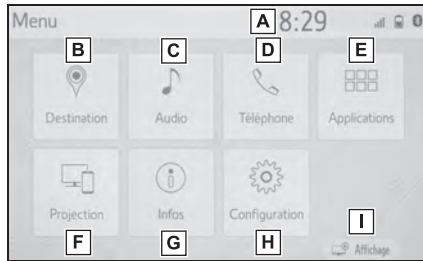 Menu A 8:29
B C D E
Destination Audio Téléphone Applications
Projection Infos Configuration
F G H I
Affichage